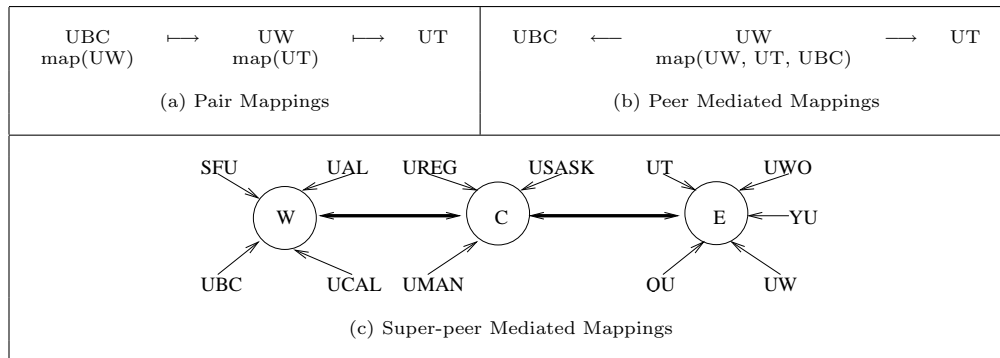 UBC ⟼ UW ⟼ UT
map(UW) map(UT)
(a) Pair Mappings
UBC ⟵ UW ⟶ UT
map(UW, UT, UBC)
(b) Peer Mediated Mappings
SFU UAL UREG USASK UT UWO
W C E YU
UBC UCAL UMAN QU UW
(c) Super-peer Mediated Mappings